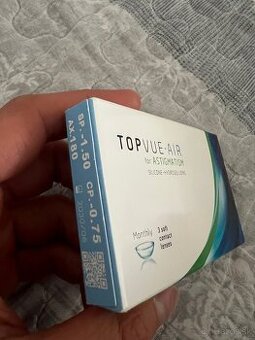 SP.-1.50 CP.-0.75
AX.180
TOPVUE·AIR
for ASTIGMATISM
SILICONE-HYDROGEL LENS
Monthly
3 soft
contact
lenses